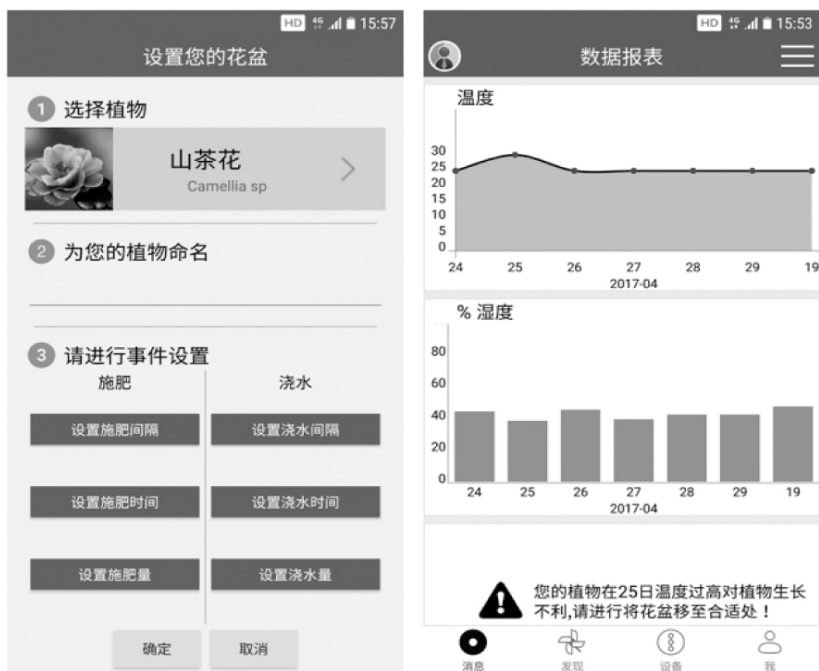 HD 4G 15:57
设置您的花盆
1 选择植物
山茶花
Camellia sp
2 为您的植物命名
3 请进行事件设置
施肥 浇水
设置施肥间隔 设置浇水间隔
设置施肥时间 设置浇水时间
设置施肥量 设置浇水量
确定 取消
HD 4G 15:53
数据报表
温度
30
25
20
15
10
5
0
24 25 26 27 28 29 19
2017-04
% 湿度
80
60
40
20
0
24 25 26 27 28 29 19
2017-04
您的植物在25日温度过高对植物生长
不利,请进行将花盆移至合适处！
消息 发现 设备 我